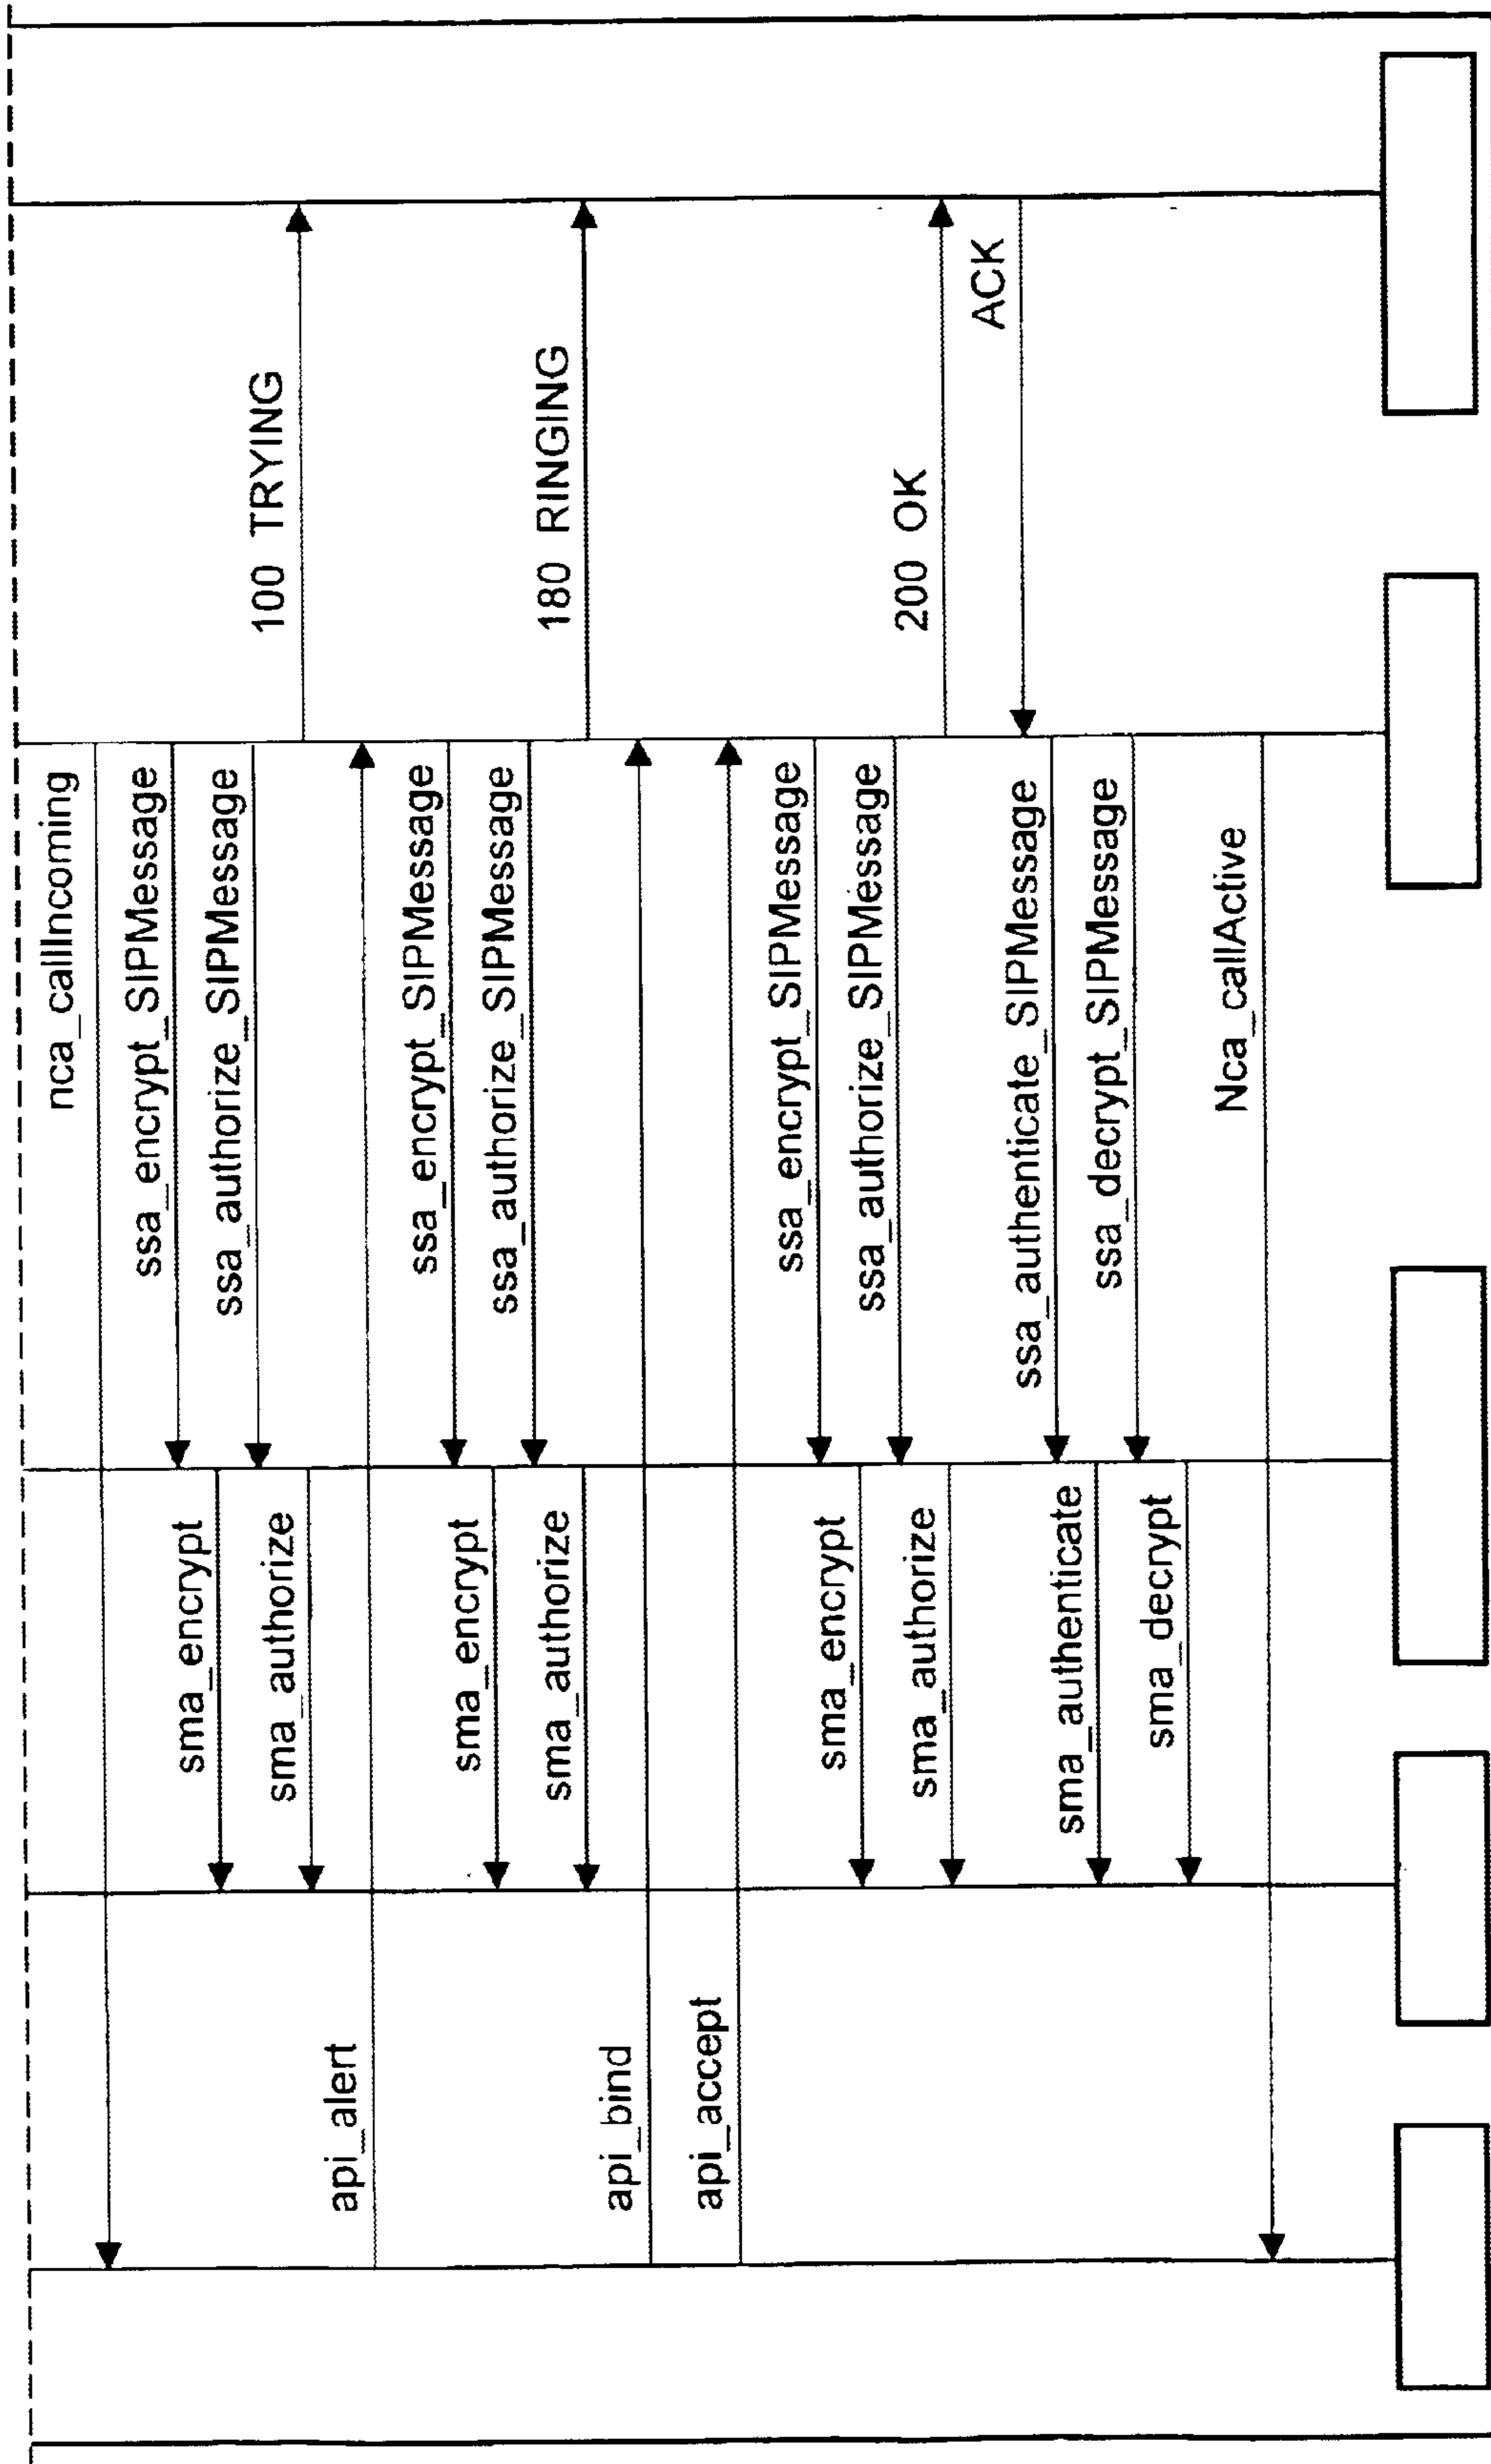 nca_callIncoming
ssa_encrypt_SIPMessage
sma_encrypt
ssa_authorize_SIPMessage
sma_authorize
100 TRYING
api_alert
ssa_encrypt_SIPMessage
sma_encrypt
ssa_authorize_SIPMessage
sma_authorize
180 RINGING
api_bind
api_accept
ssa_encrypt_SIPMessage
sma_encrypt
ssa_authorize_SIPMessage
sma_authorize
200 OK
ACK
ssa_authenticate_SIPMessage
sma_authenticate
ssa_decrypt_SIPMessage
sma_decrypt
Nca_callActive